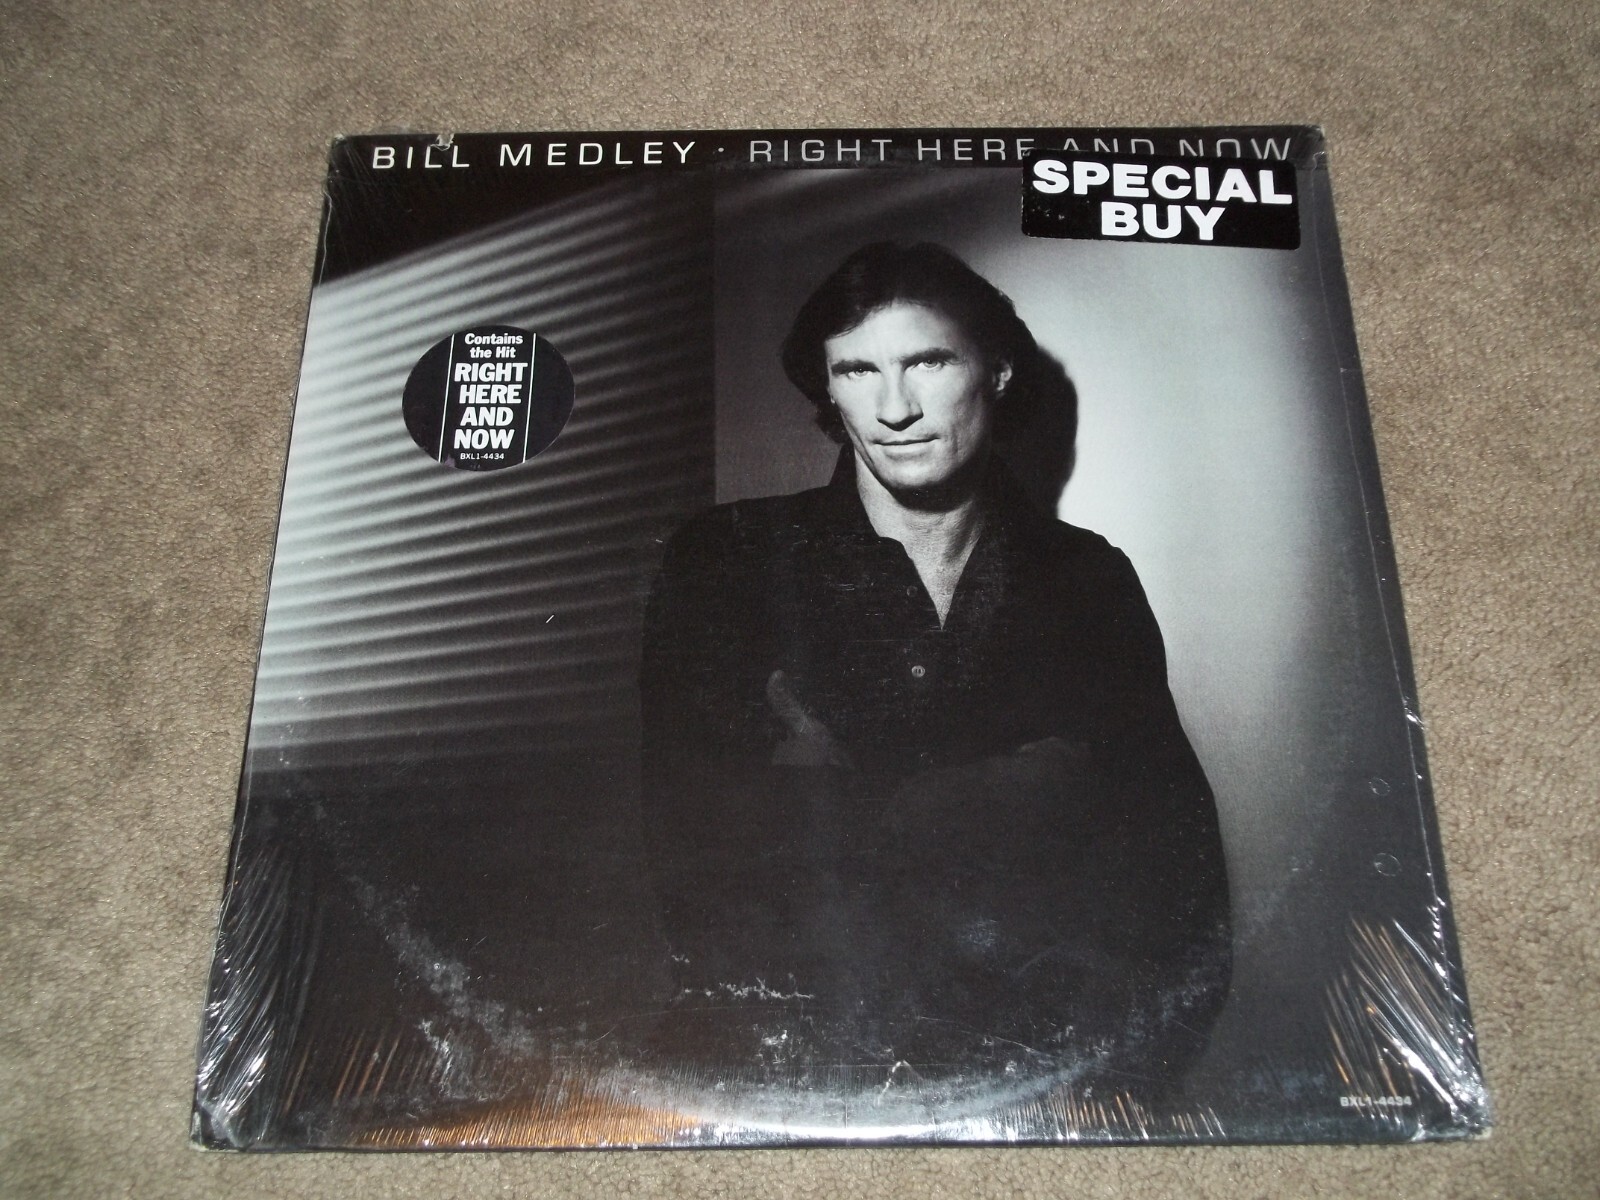 BILL MEDLEY · RIGHT HERE AND NOW
SPECIAL
BUY
Contains
the Hit
RIGHT
HERE
AND
NOW
BXL1-4434
BXL1-4434